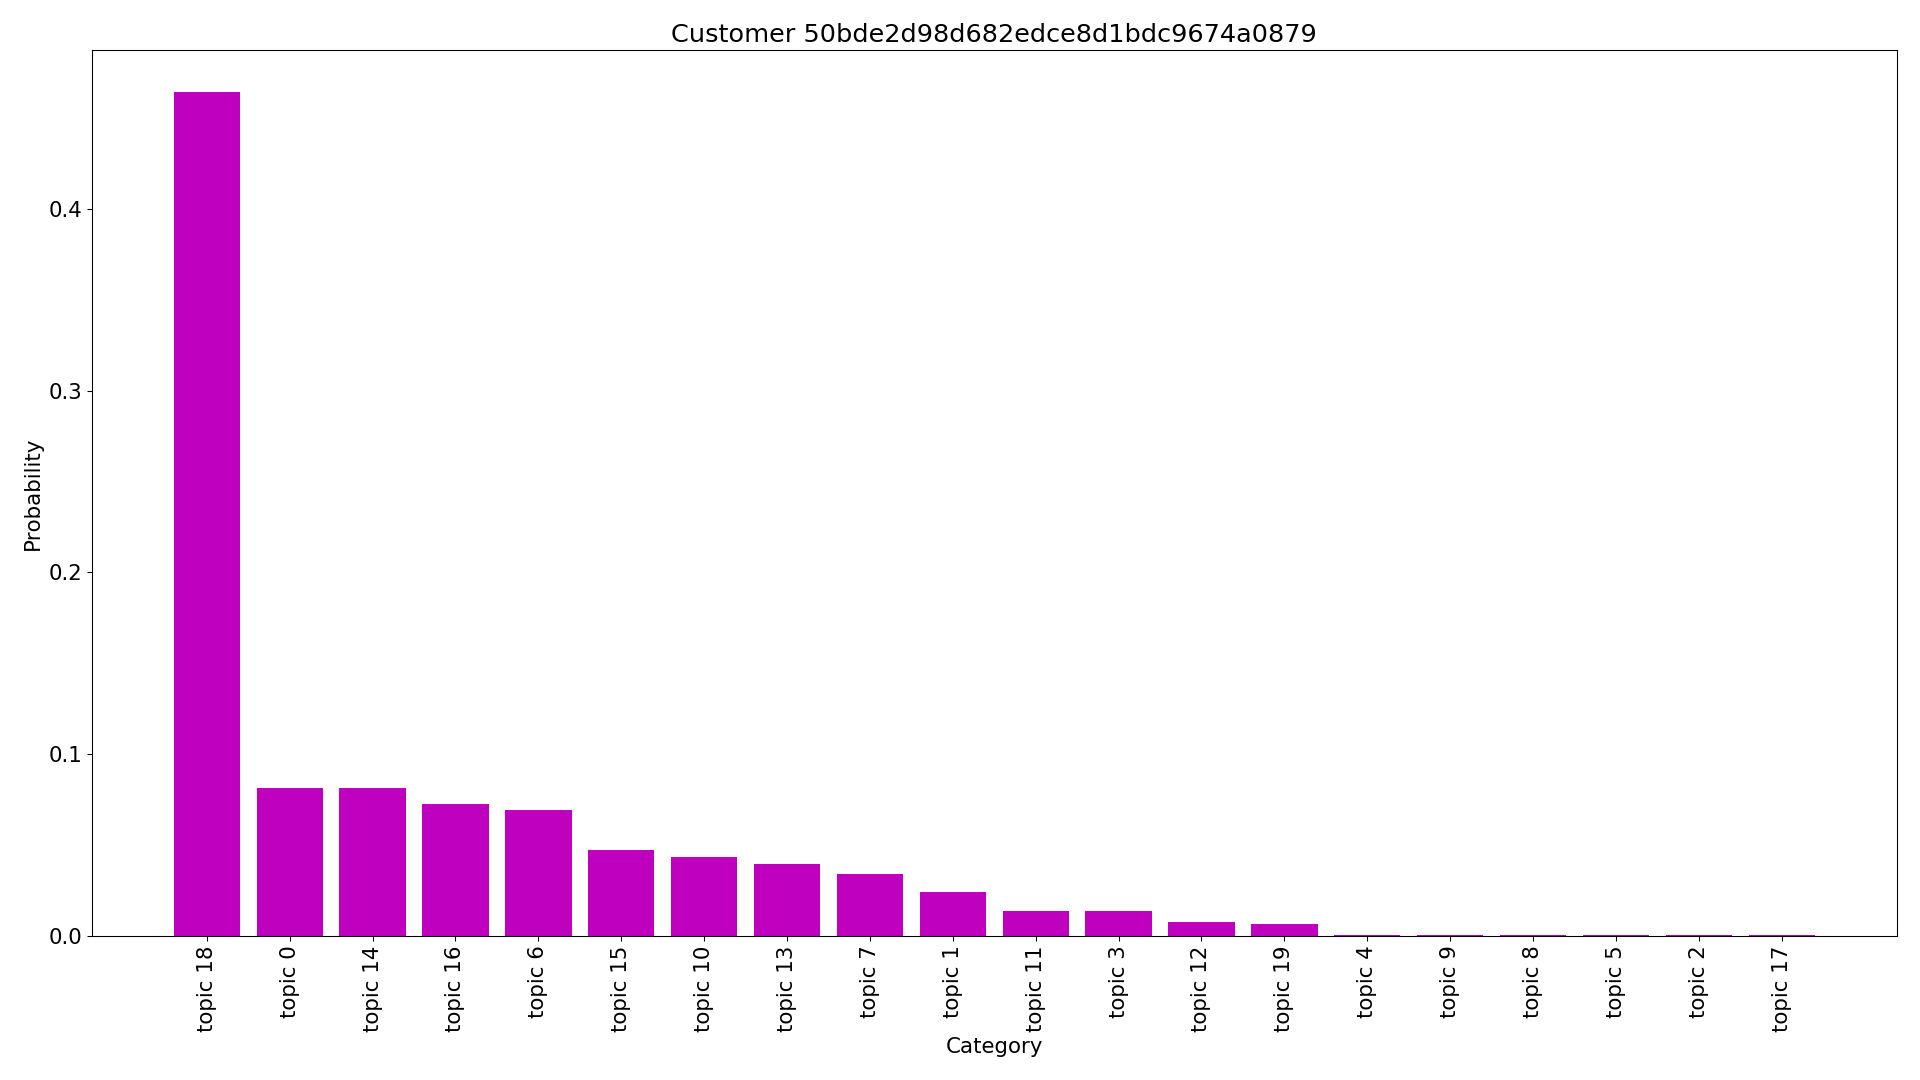 Customer 50bde2d98d682edce8d1bdc9674a0879
Probability
0.4
0.3
0.2
0.1
0.0
topic 18
topic 0
topic 14
topic 16
topic 6
topic 15
topic 10
topic 13
topic 7
topic 1
topic 11
topic 3
topic 12
topic 19
topic 4
topic 9
topic 8
topic 5
topic 2
topic 17
Category